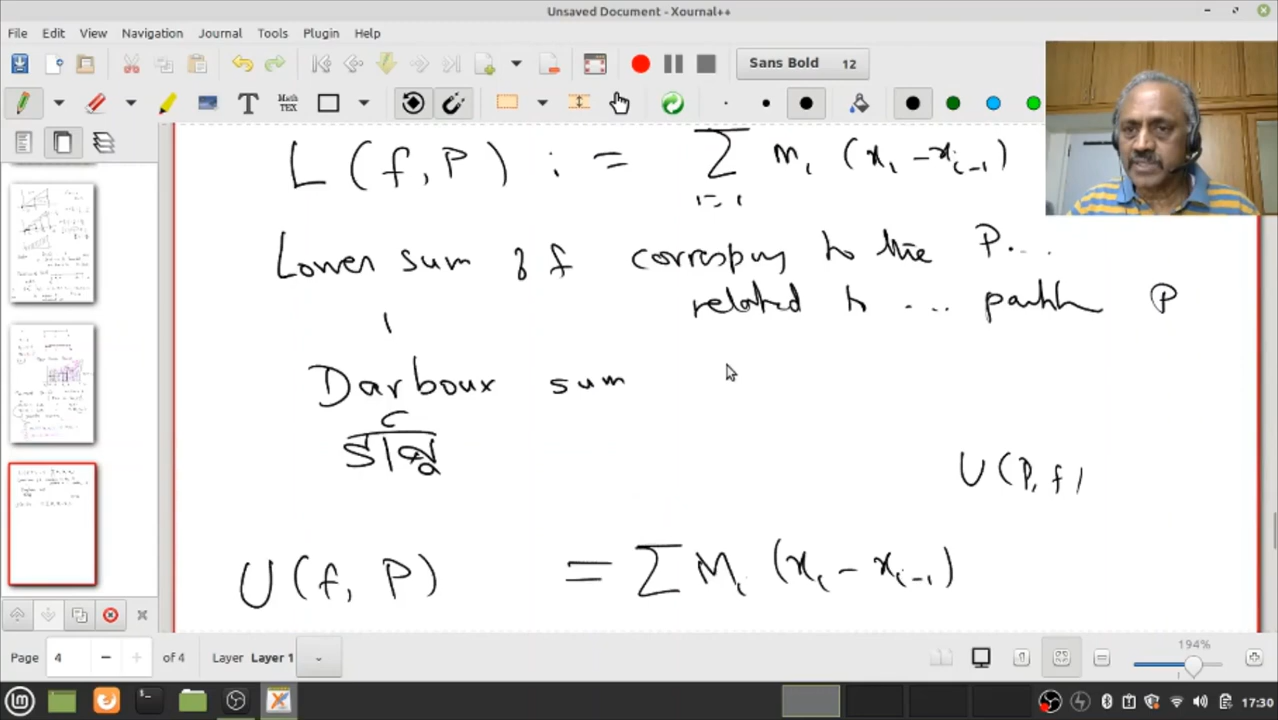 Unsaved Document - Xournal++
File Edit View Navigation Journal Tools Plugin Help
Sans Bold 12
Math TEX
L(f,P) := ∑ i=1 mᵢ (xᵢ - xᵢ₋₁)
Lower sum of f to the P...
related to ... P
Darboux sum
U(P, f)
U(f, P) = ∑ Mᵢ (xᵢ - xᵢ₋₁)
Page 4 of 4 Layer Layer 1 194%
17:30